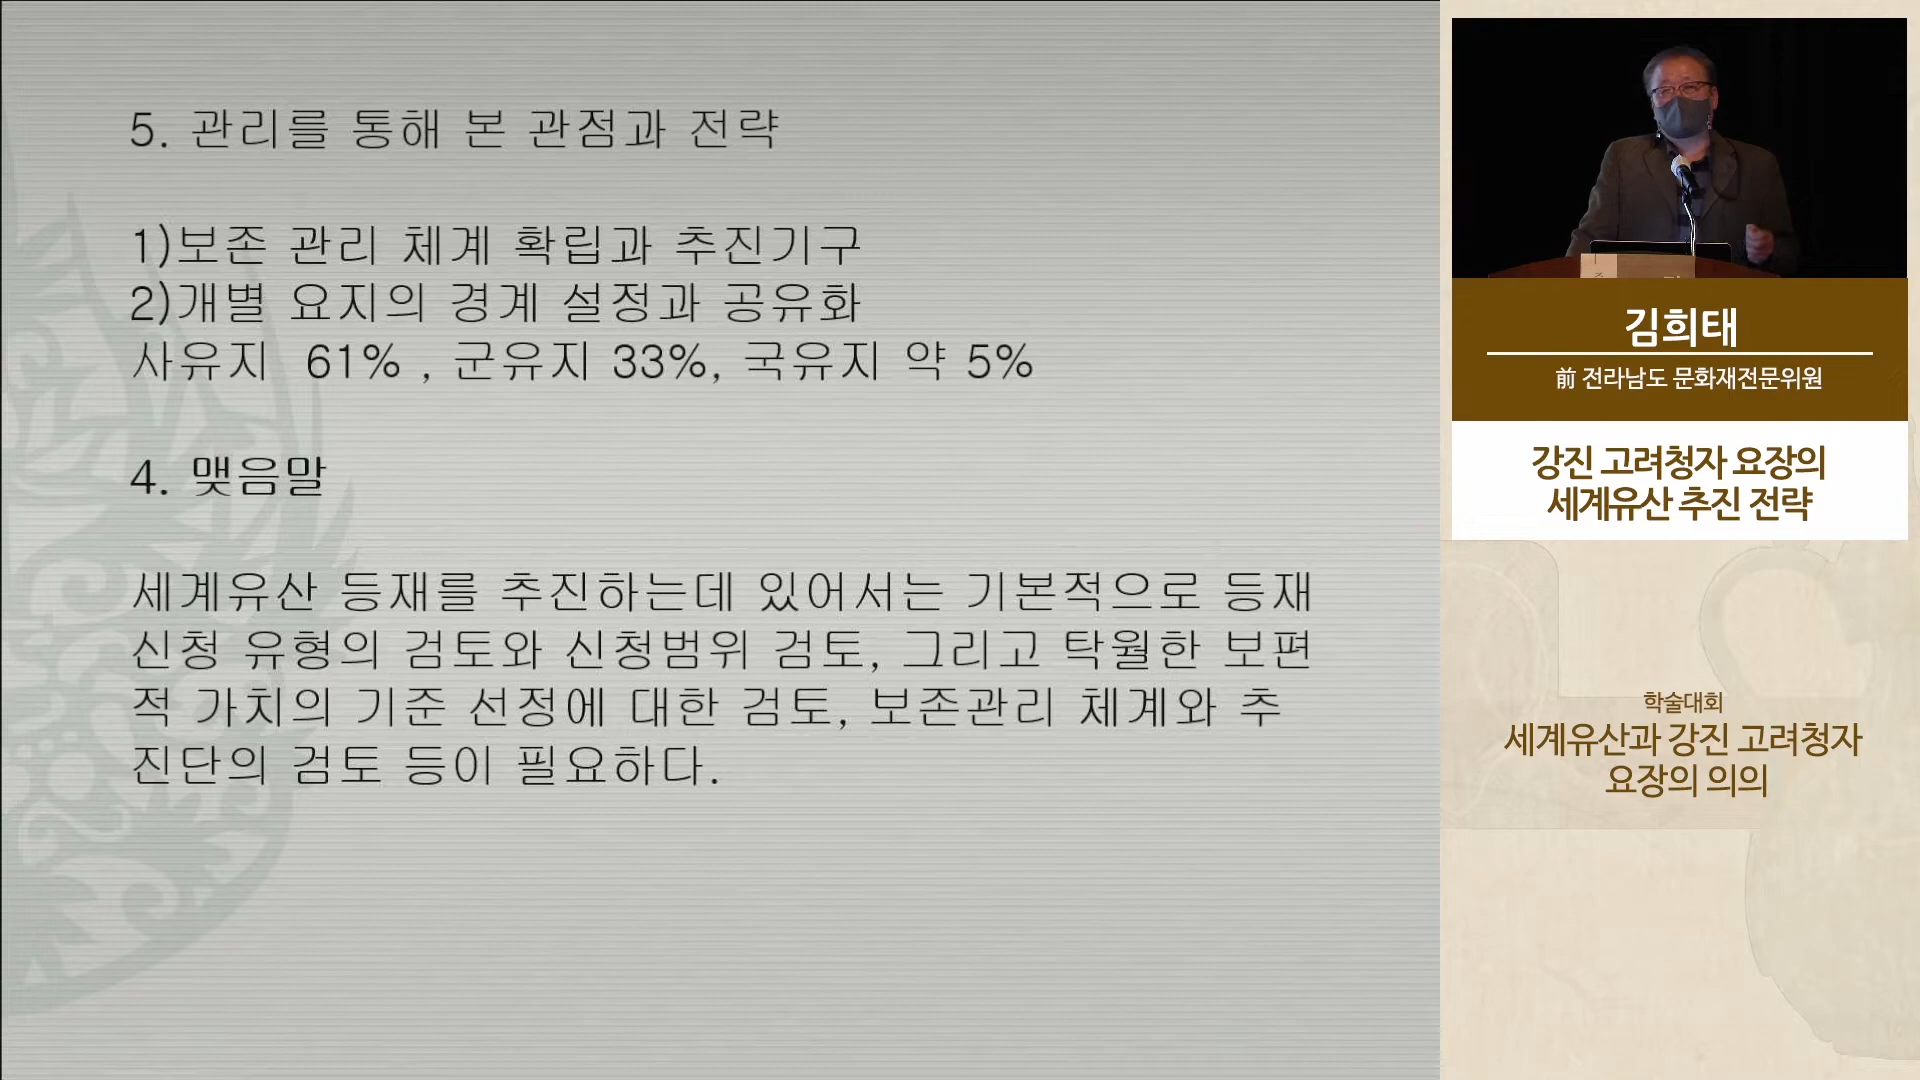 5. 관리를 통해 본 관점과 전략
1)보존 관리 체계 확립과 추진기구
2)개별 요지의 경계 설정과 공유화
사유지 61% , 군유지 33%, 국유지 약 5%
4. 맺음말
세계유산 등재를 추진하는데 있어서는 기본적으로 등재
신청 유형의 검토와 신청범위 검토, 그리고 탁월한 보편
적 가치의 기준 선정에 대한 검토, 보존관리 체계와 추
진단의 검토 등이 필요하다.
김희태
前 전라남도 문화재전문위원
강진 고려청자 요장의
세계유산 추진 전략
학술대회
세계유산과 강진 고려청자
요장의 의의